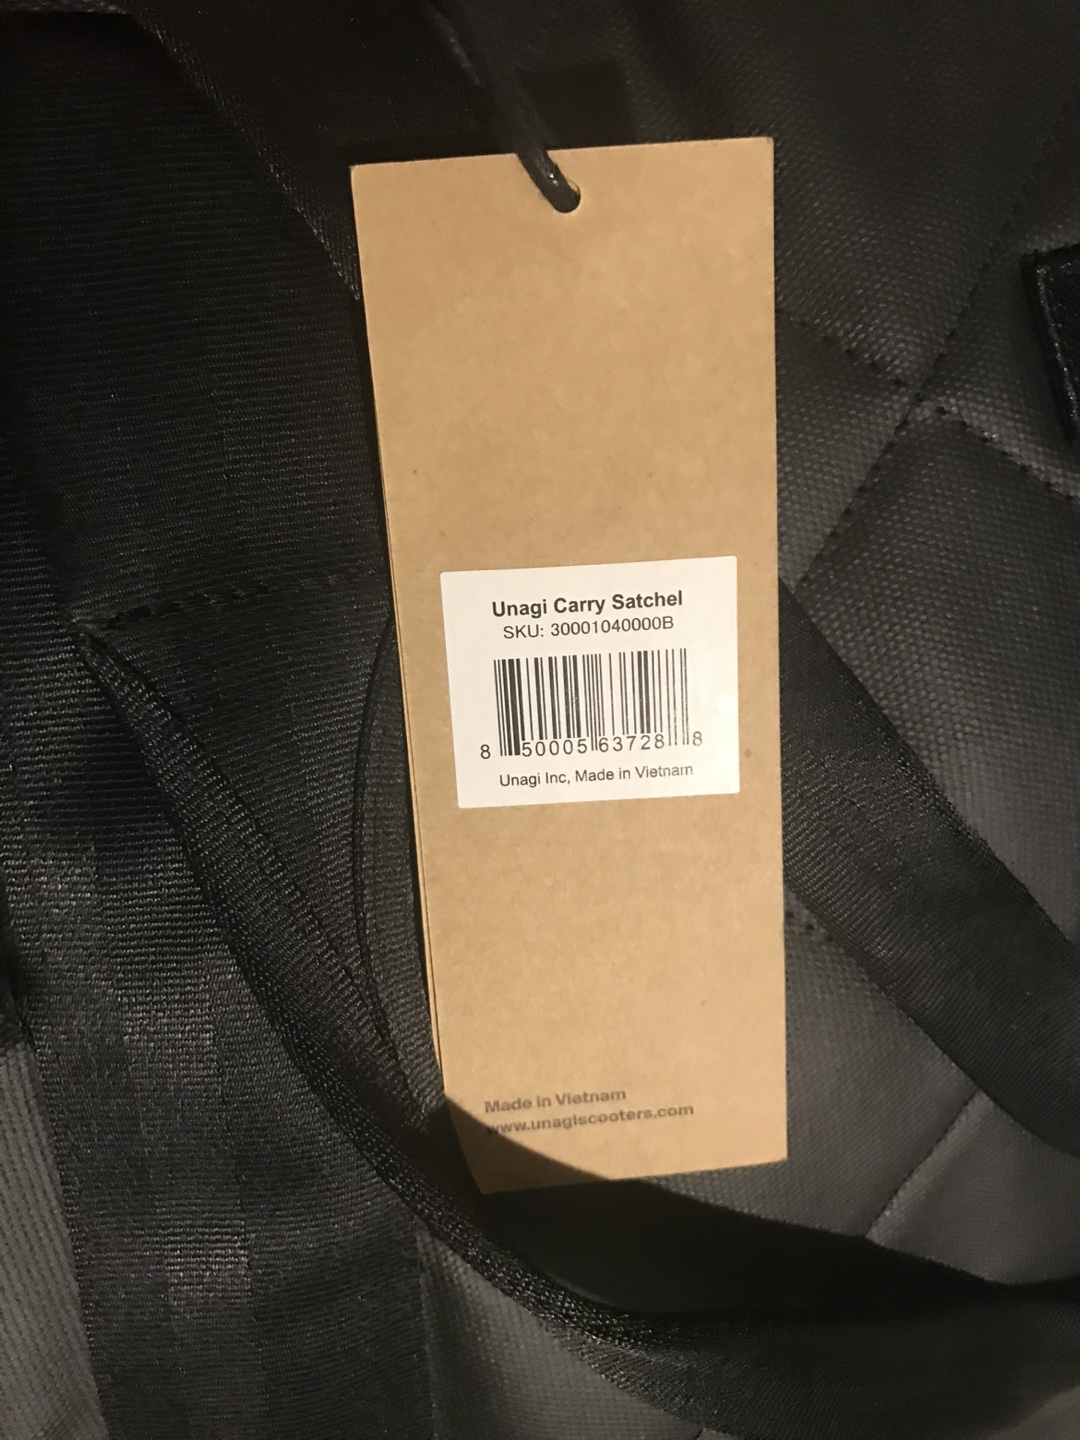 Unagi Carry Satchel
SKU: 30001040000B
8 50005 63728 8
Unagi Inc, Made in Vietnam
Made in Vietnam
www.unagiscooters.com